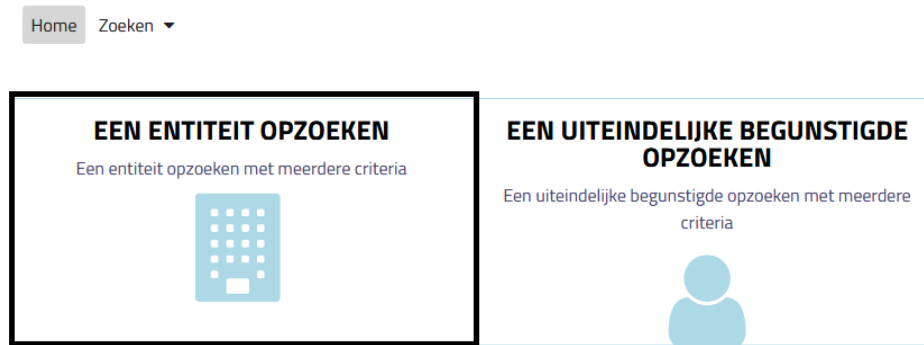 Home Zoeken
EEN ENTITEIT OPZOEKEN
Een entiteit opzoeken met meerdere criteria
EEN UITEINDELIJKE BEGUNSTIGDE
OPZOEKEN
Een uiteindelijke begunstigde opzoeken met meerdere
criteria